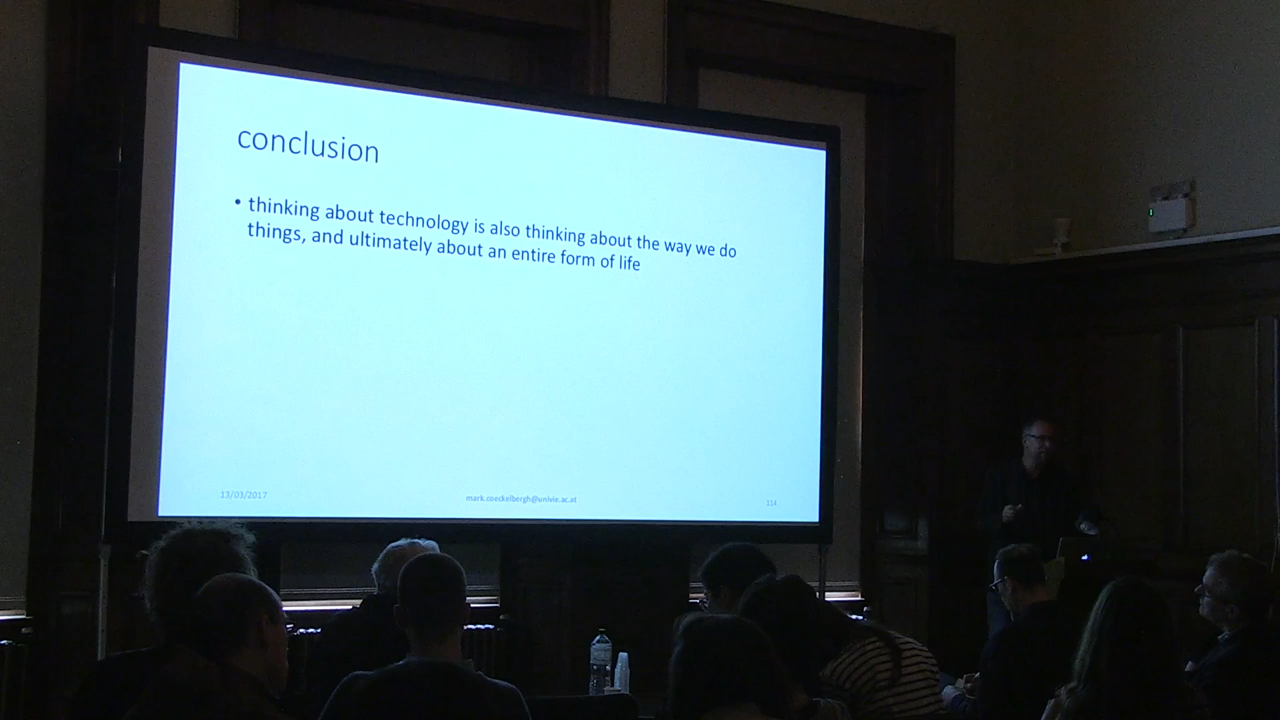 conclusion
• thinking about technology is also thinking about the way we do
things, and ultimately about an entire form of life
13/03/2017
mark.coeckelbergh@univie.ac.at
114